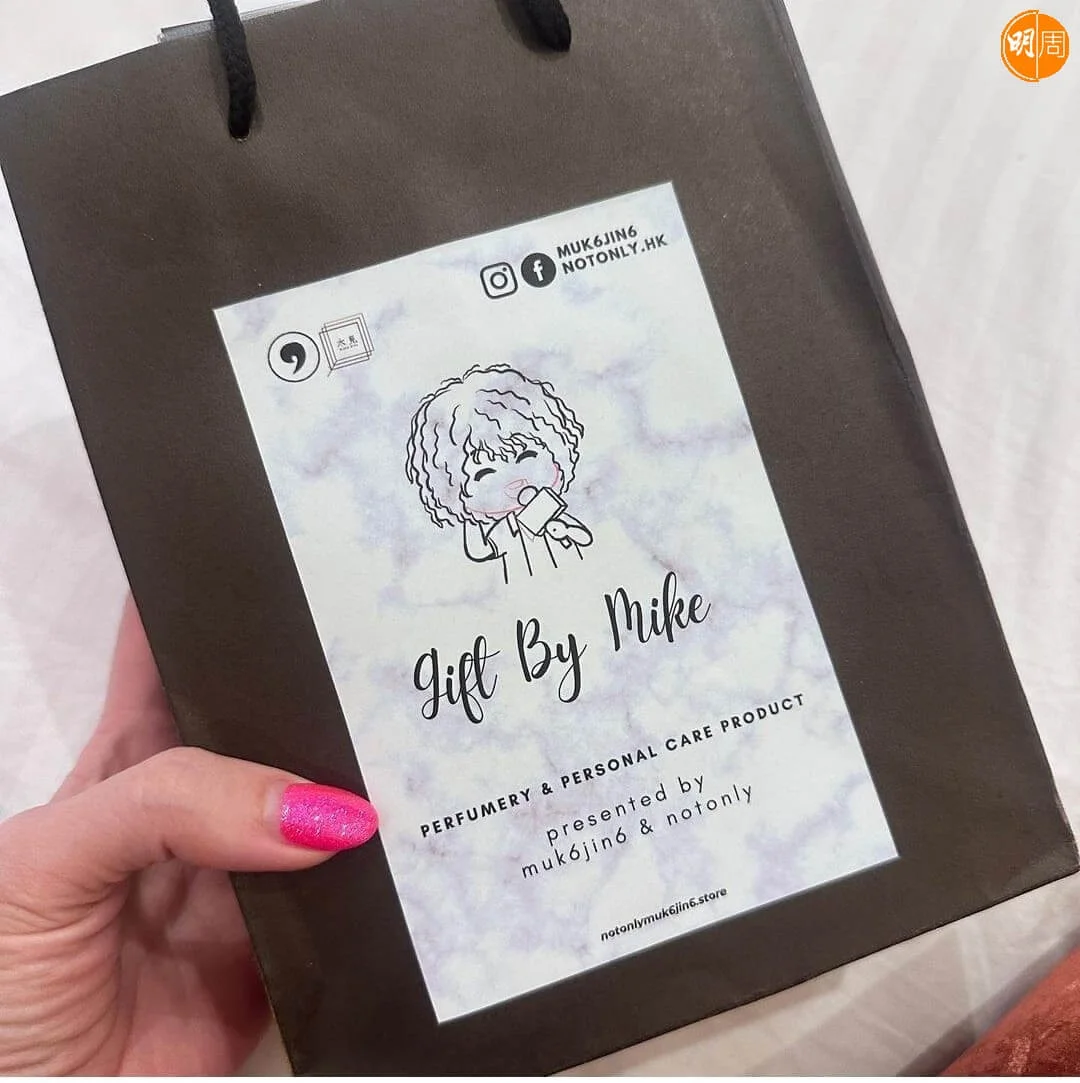 明周
MUK6JIN6
NOTONLY.HK
Gift By Mike
PERFUMERY & PERSONAL CARE PRODUCT
presented by
muk6jin6 & notonly
notonlymuk6jin6.store